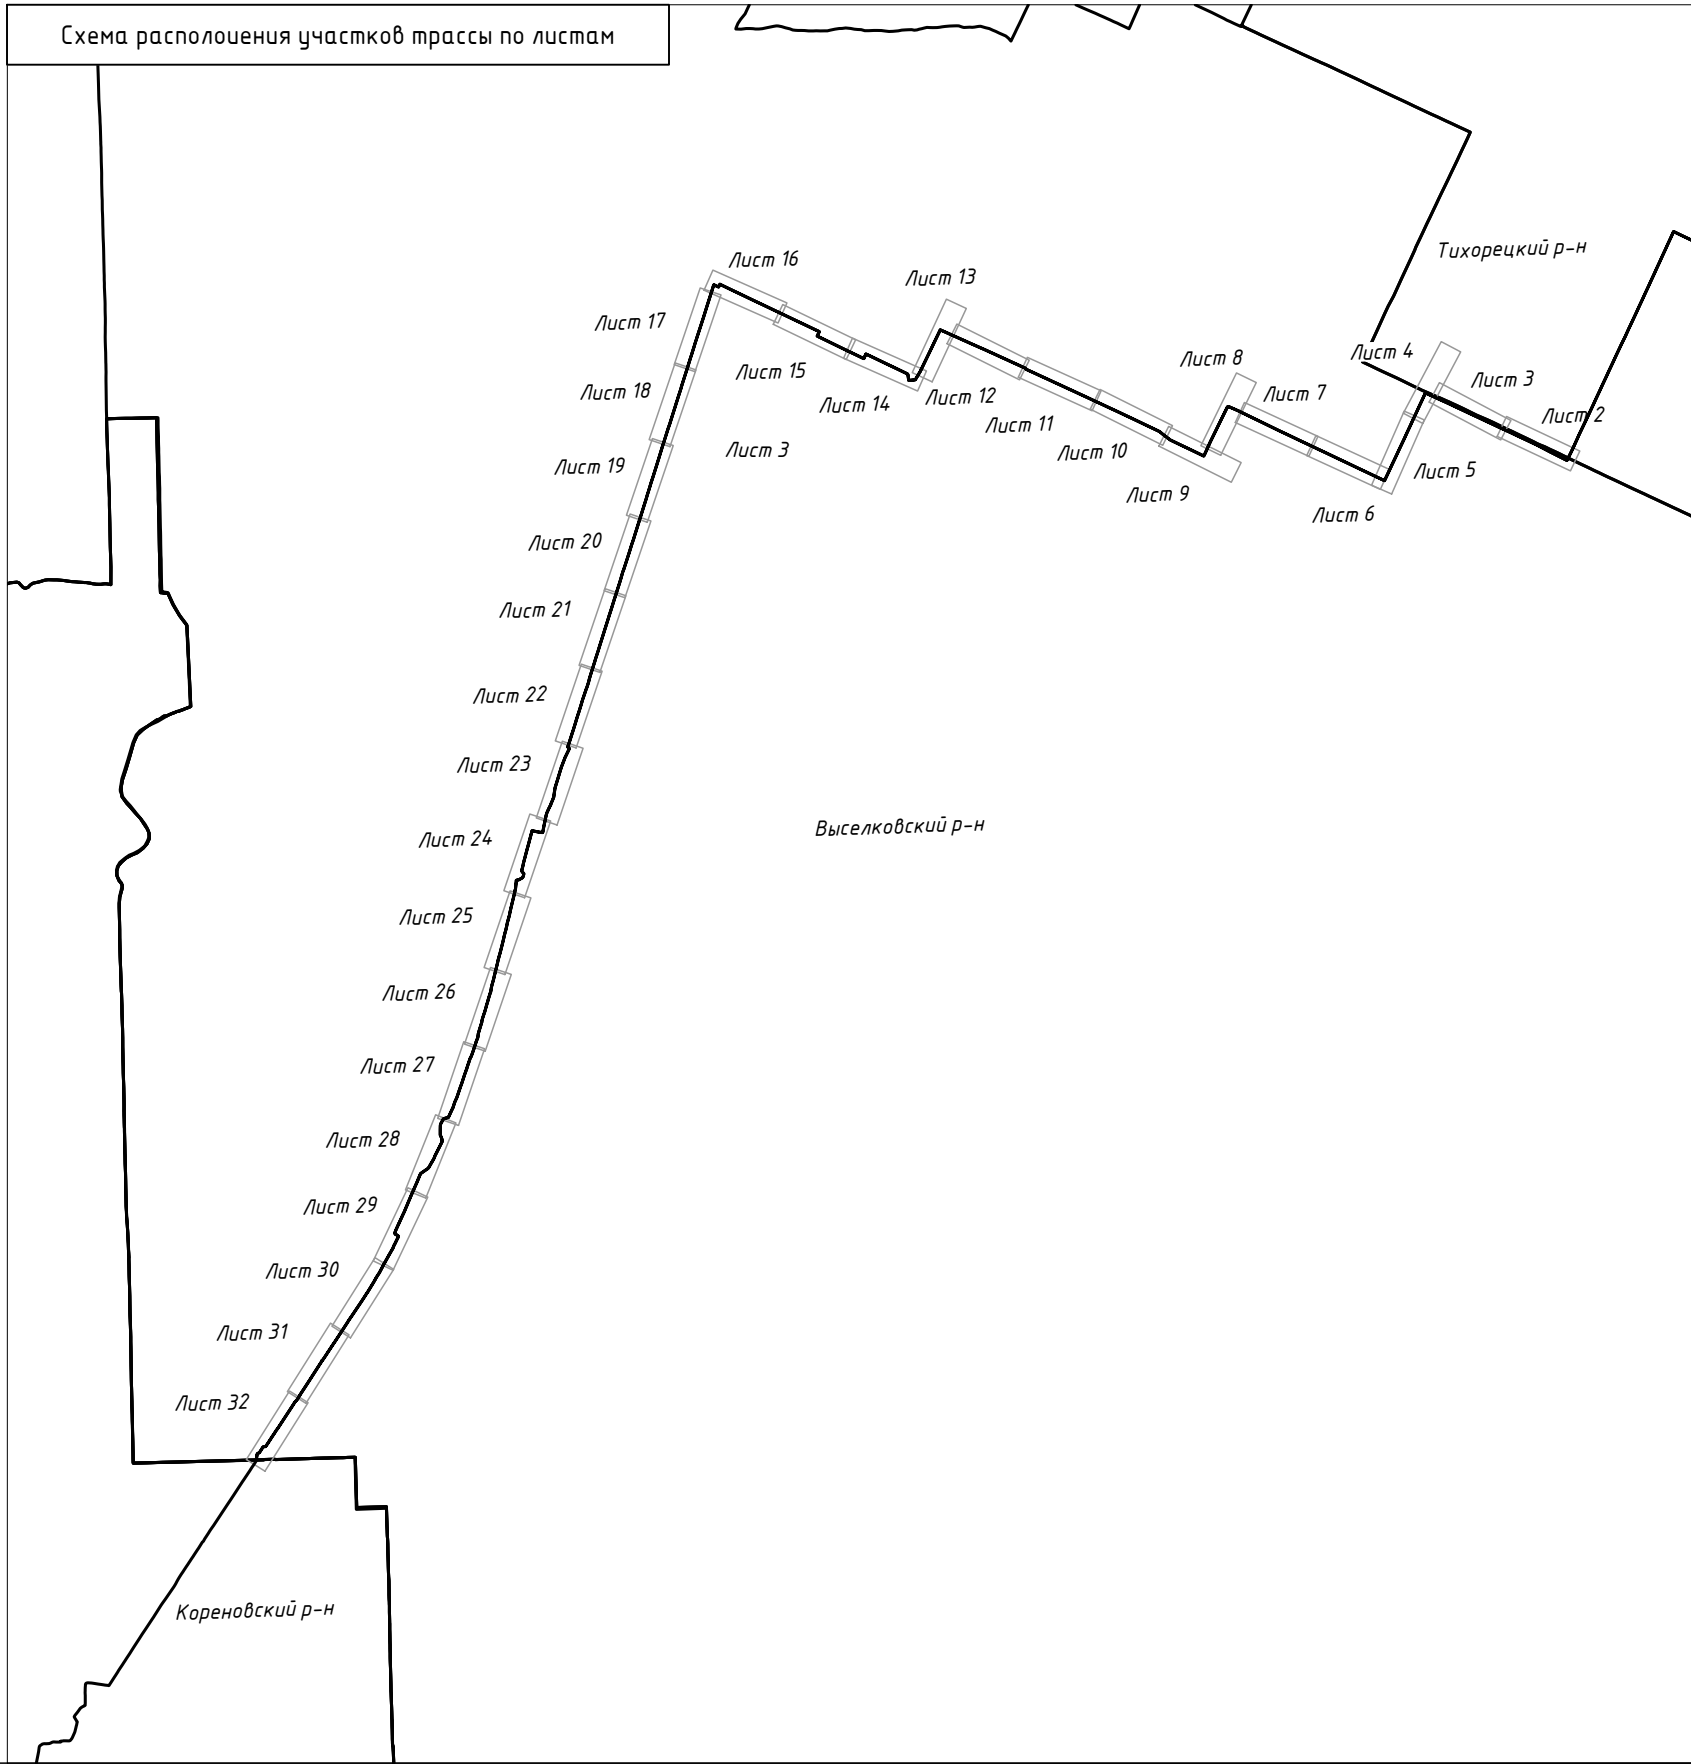 Схема располоиения участков трассы по листам
Тихорецкий р-н
Лист 16
Лист 13
Лист 17
Лист 4
Лист 8
Лист 15
Лист 3
Лист 18
Лист 7
Лист 12
Лист 14
Лист 2
Лист 11
Лист 3
Лист 10
Лист 19
Лист 5
Лист 9
Лист 6
Лист 20
Лист 21
Лист 22
Лист 23
Выселковский р-н
Лист 24
Лист 25
Лист 26
Лист 27
Лист 28
Лист 29
Лист 30
Лист 31
Лист 32
Кореновский р-н